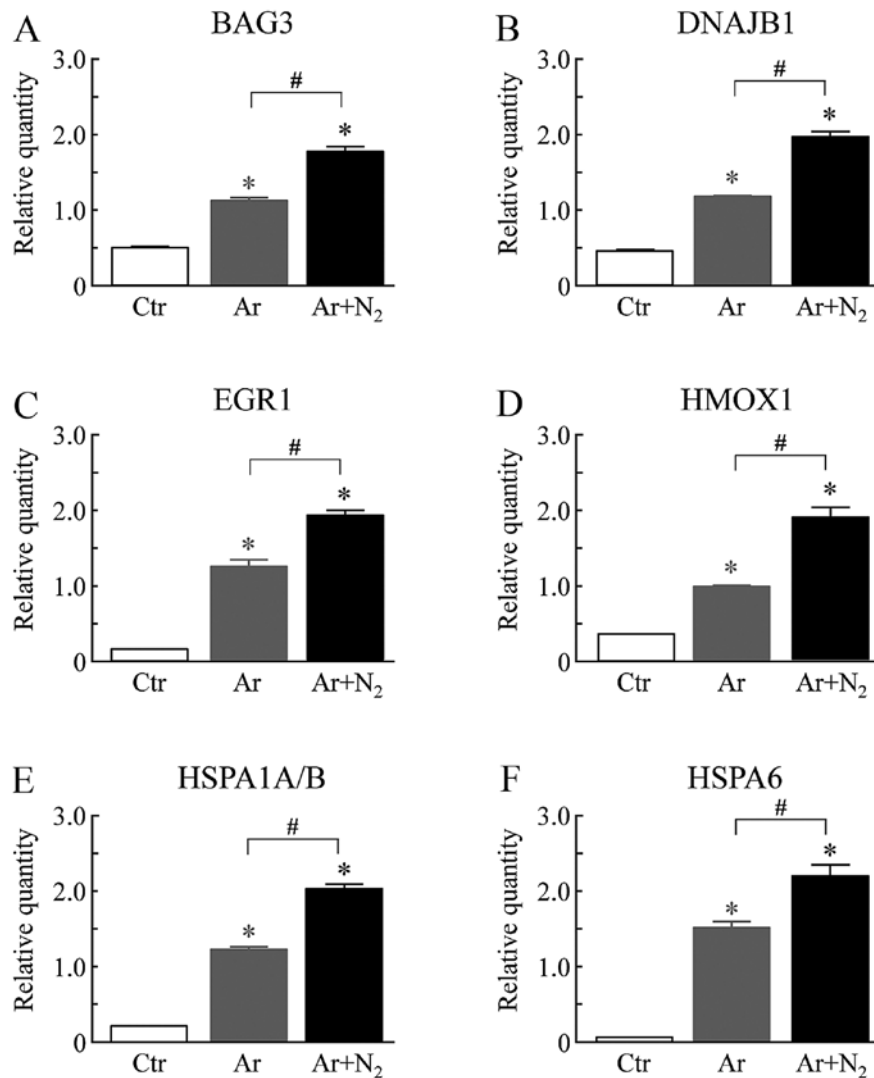 A BAG3
Relative quantity
3.0
2.0
1.0
0
#
*
*
Ctr Ar Ar+N₂
B DNAJB1
Relative quantity
3.0
2.0
1.0
0
#
*
*
Ctr Ar Ar+N₂
C EGR1
Relative quantity
3.0
2.0
1.0
0
#
*
*
Ctr Ar Ar+N₂
D HMOX1
Relative quantity
3.0
2.0
1.0
0
#
*
*
Ctr Ar Ar+N₂
E HSPA1A/B
Relative quantity
3.0
2.0
1.0
0
#
*
*
Ctr Ar Ar+N₂
F HSPA6
Relative quantity
3.0
2.0
1.0
0
#
*
*
Ctr Ar Ar+N₂